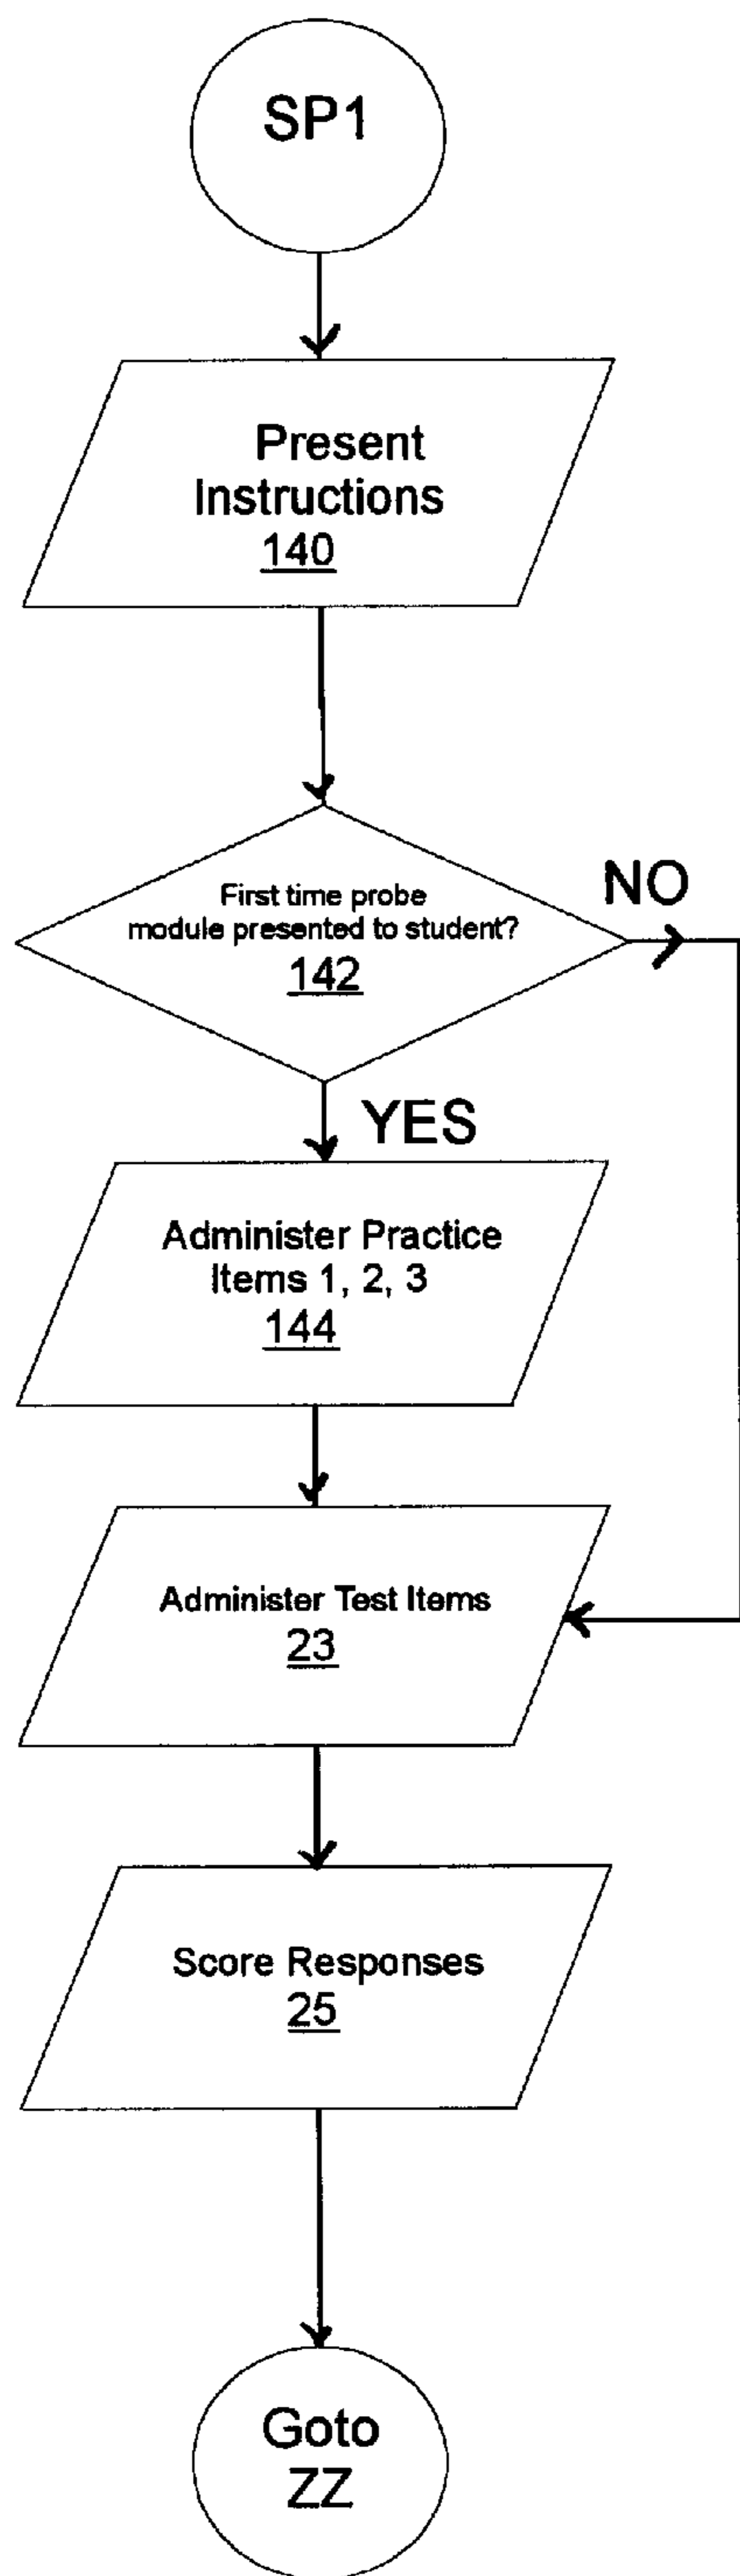 SP1
Present
Instructions
140
First time probe
module presented to student?
142
NO
YES
Administer Practice
Items 1, 2, 3
144
Administer Test Items
23
Score Responses
25
Goto
ZZ